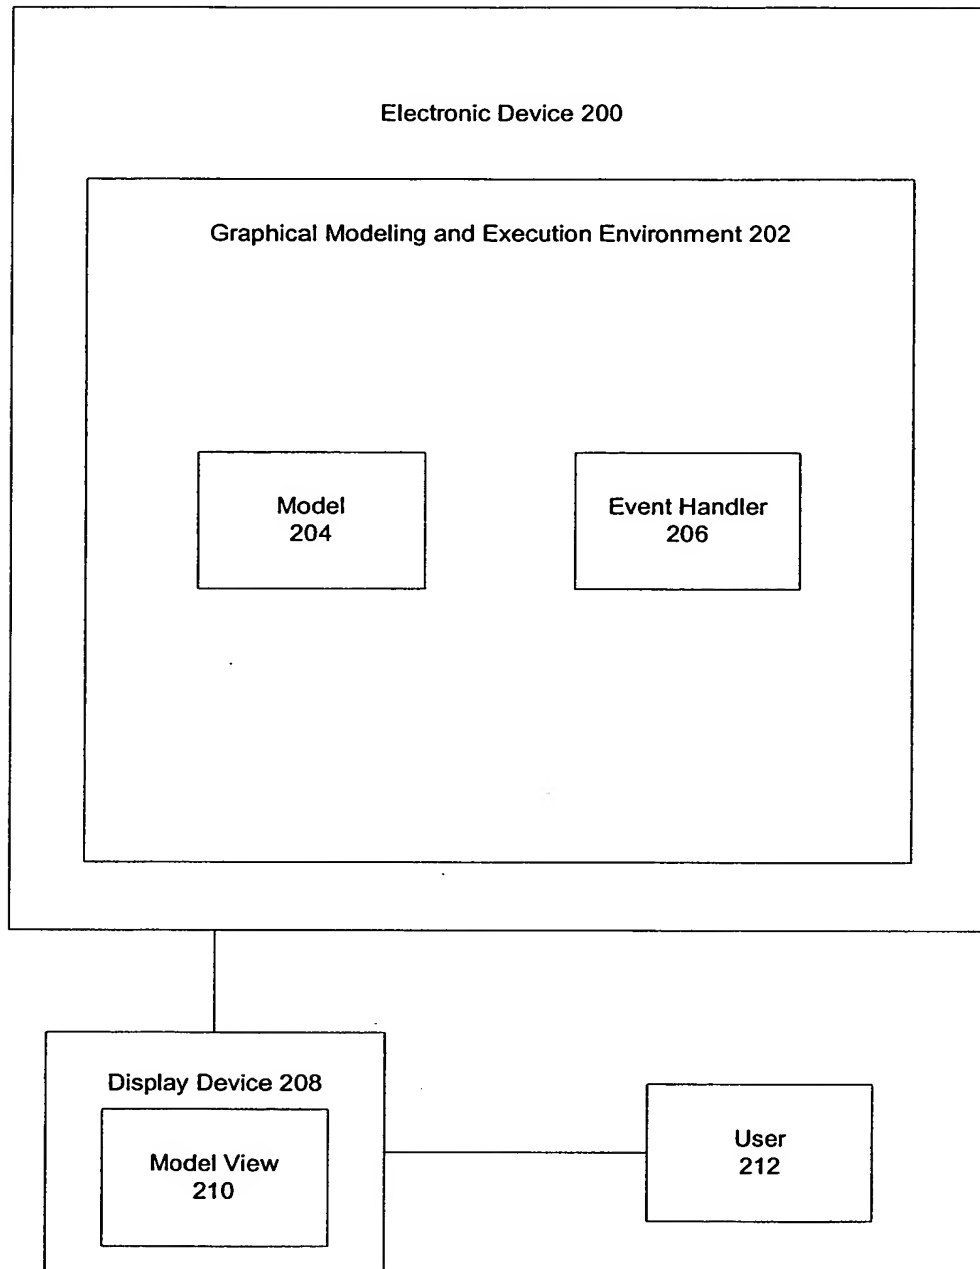 Electronic Device 200
Graphical Modeling and Execution Environment 202
Model
204
Event Handler
206
Display Device 208
Model View
210
User
212